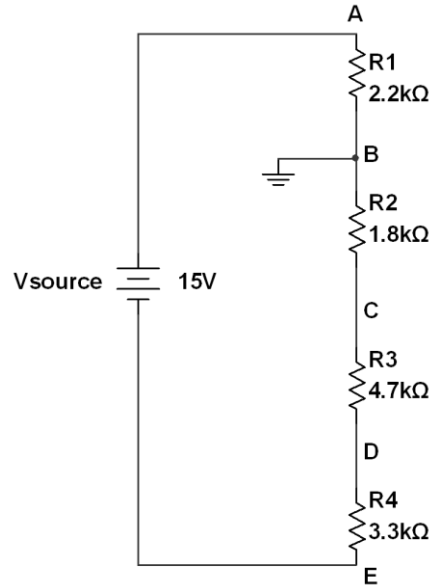 A
R1
2.2kΩ
B
R2
1.8kΩ
Vsource 15V
C
R3
4.7kΩ
D
R4
3.3kΩ
E